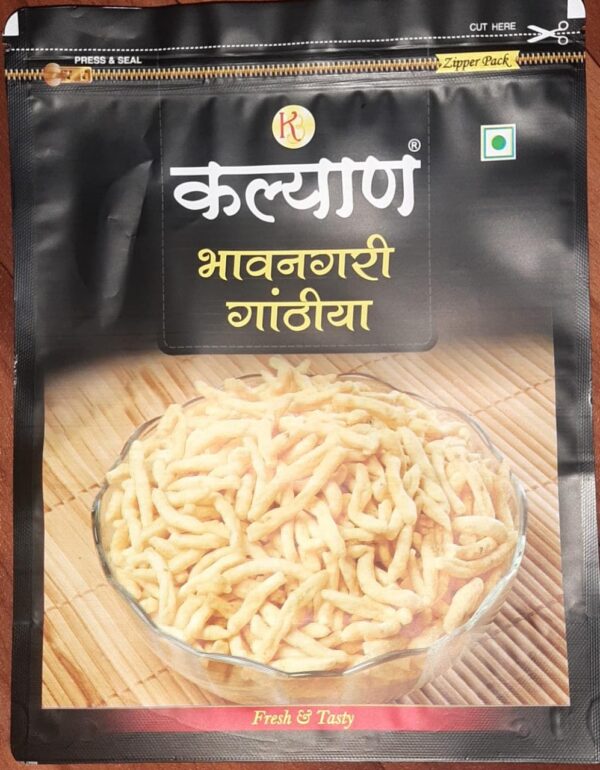 CUT HERE
PRESS & SEAL
Zipper Pack
K
कल्याण®
भावनगरी
गांठीया
Fresh & Tasty